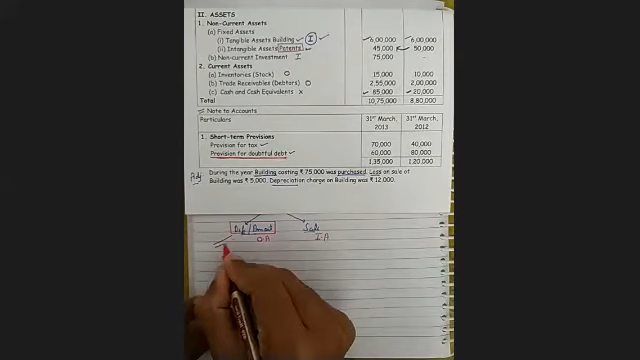 II. ASSETS
1. Non-Current Assets
(a) Fixed Assets
(i) Tangible Assets Building 6,00,000 6,00,000
I
(ii) Intangible Assets Patents 45,000 50,000
(b) Non-current Investment I 75,000 -
2. Current Assets
(a) Inventories (Stock) O 15,000 10,000
(b) Trade Receivables (Debtors) O 2,55,000 2,00,000
(c) Cash and Cash Equivalents x 85,000 20,000
Total 10,75,000 8,80,000
Note to Accounts
Particulars 31st March, 2013 31st March, 2012
1. Short-term Provisions
Provision for tax 70,000 40,000
Provision for doubtful debt 60,000 80,000
1,35,000 1,20,000
Adj During the year Building costing ₹ 75,000 was purchased. Loss on sale of
Building was ₹ 5,000. Depreciation charge on Building was ₹ 12,000.
Dep/Amort Sale
O.A I.A